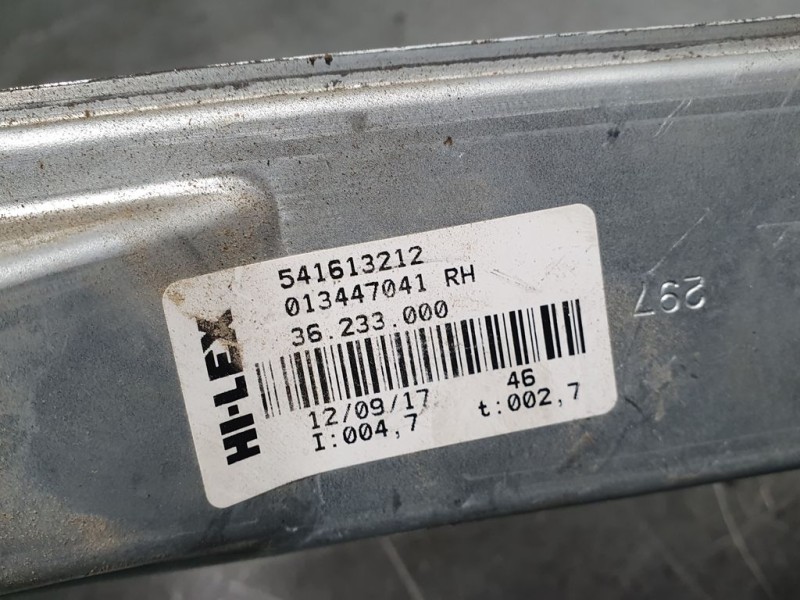 HI-LEX
541613212
013447041 RH
36.233.000
12/09/17 46
I:004,7 t:002,7
297